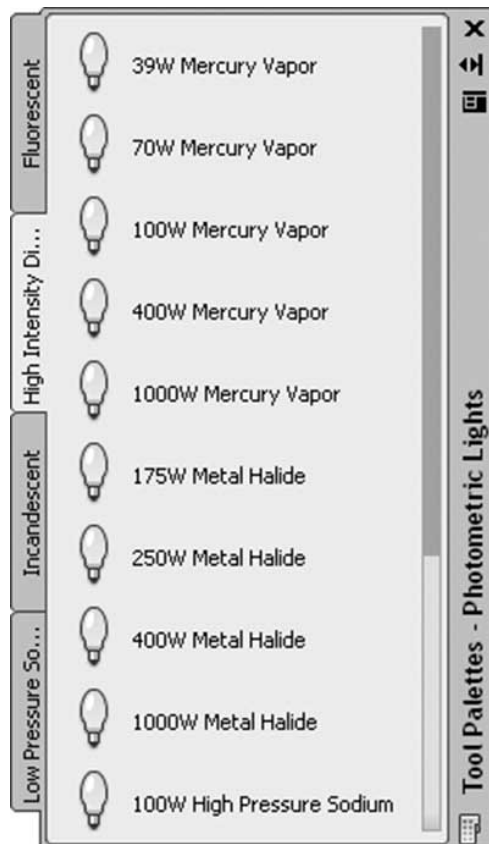 Fluorescent
High Intensity Di...
Incandescent
Low Pressure So...
39W Mercury Vapor
70W Mercury Vapor
100W Mercury Vapor
400W Mercury Vapor
1000W Mercury Vapor
175W Metal Halide
250W Metal Halide
400W Metal Halide
1000W Metal Halide
100W High Pressure Sodium
Tool Palettes - Photometric Lights